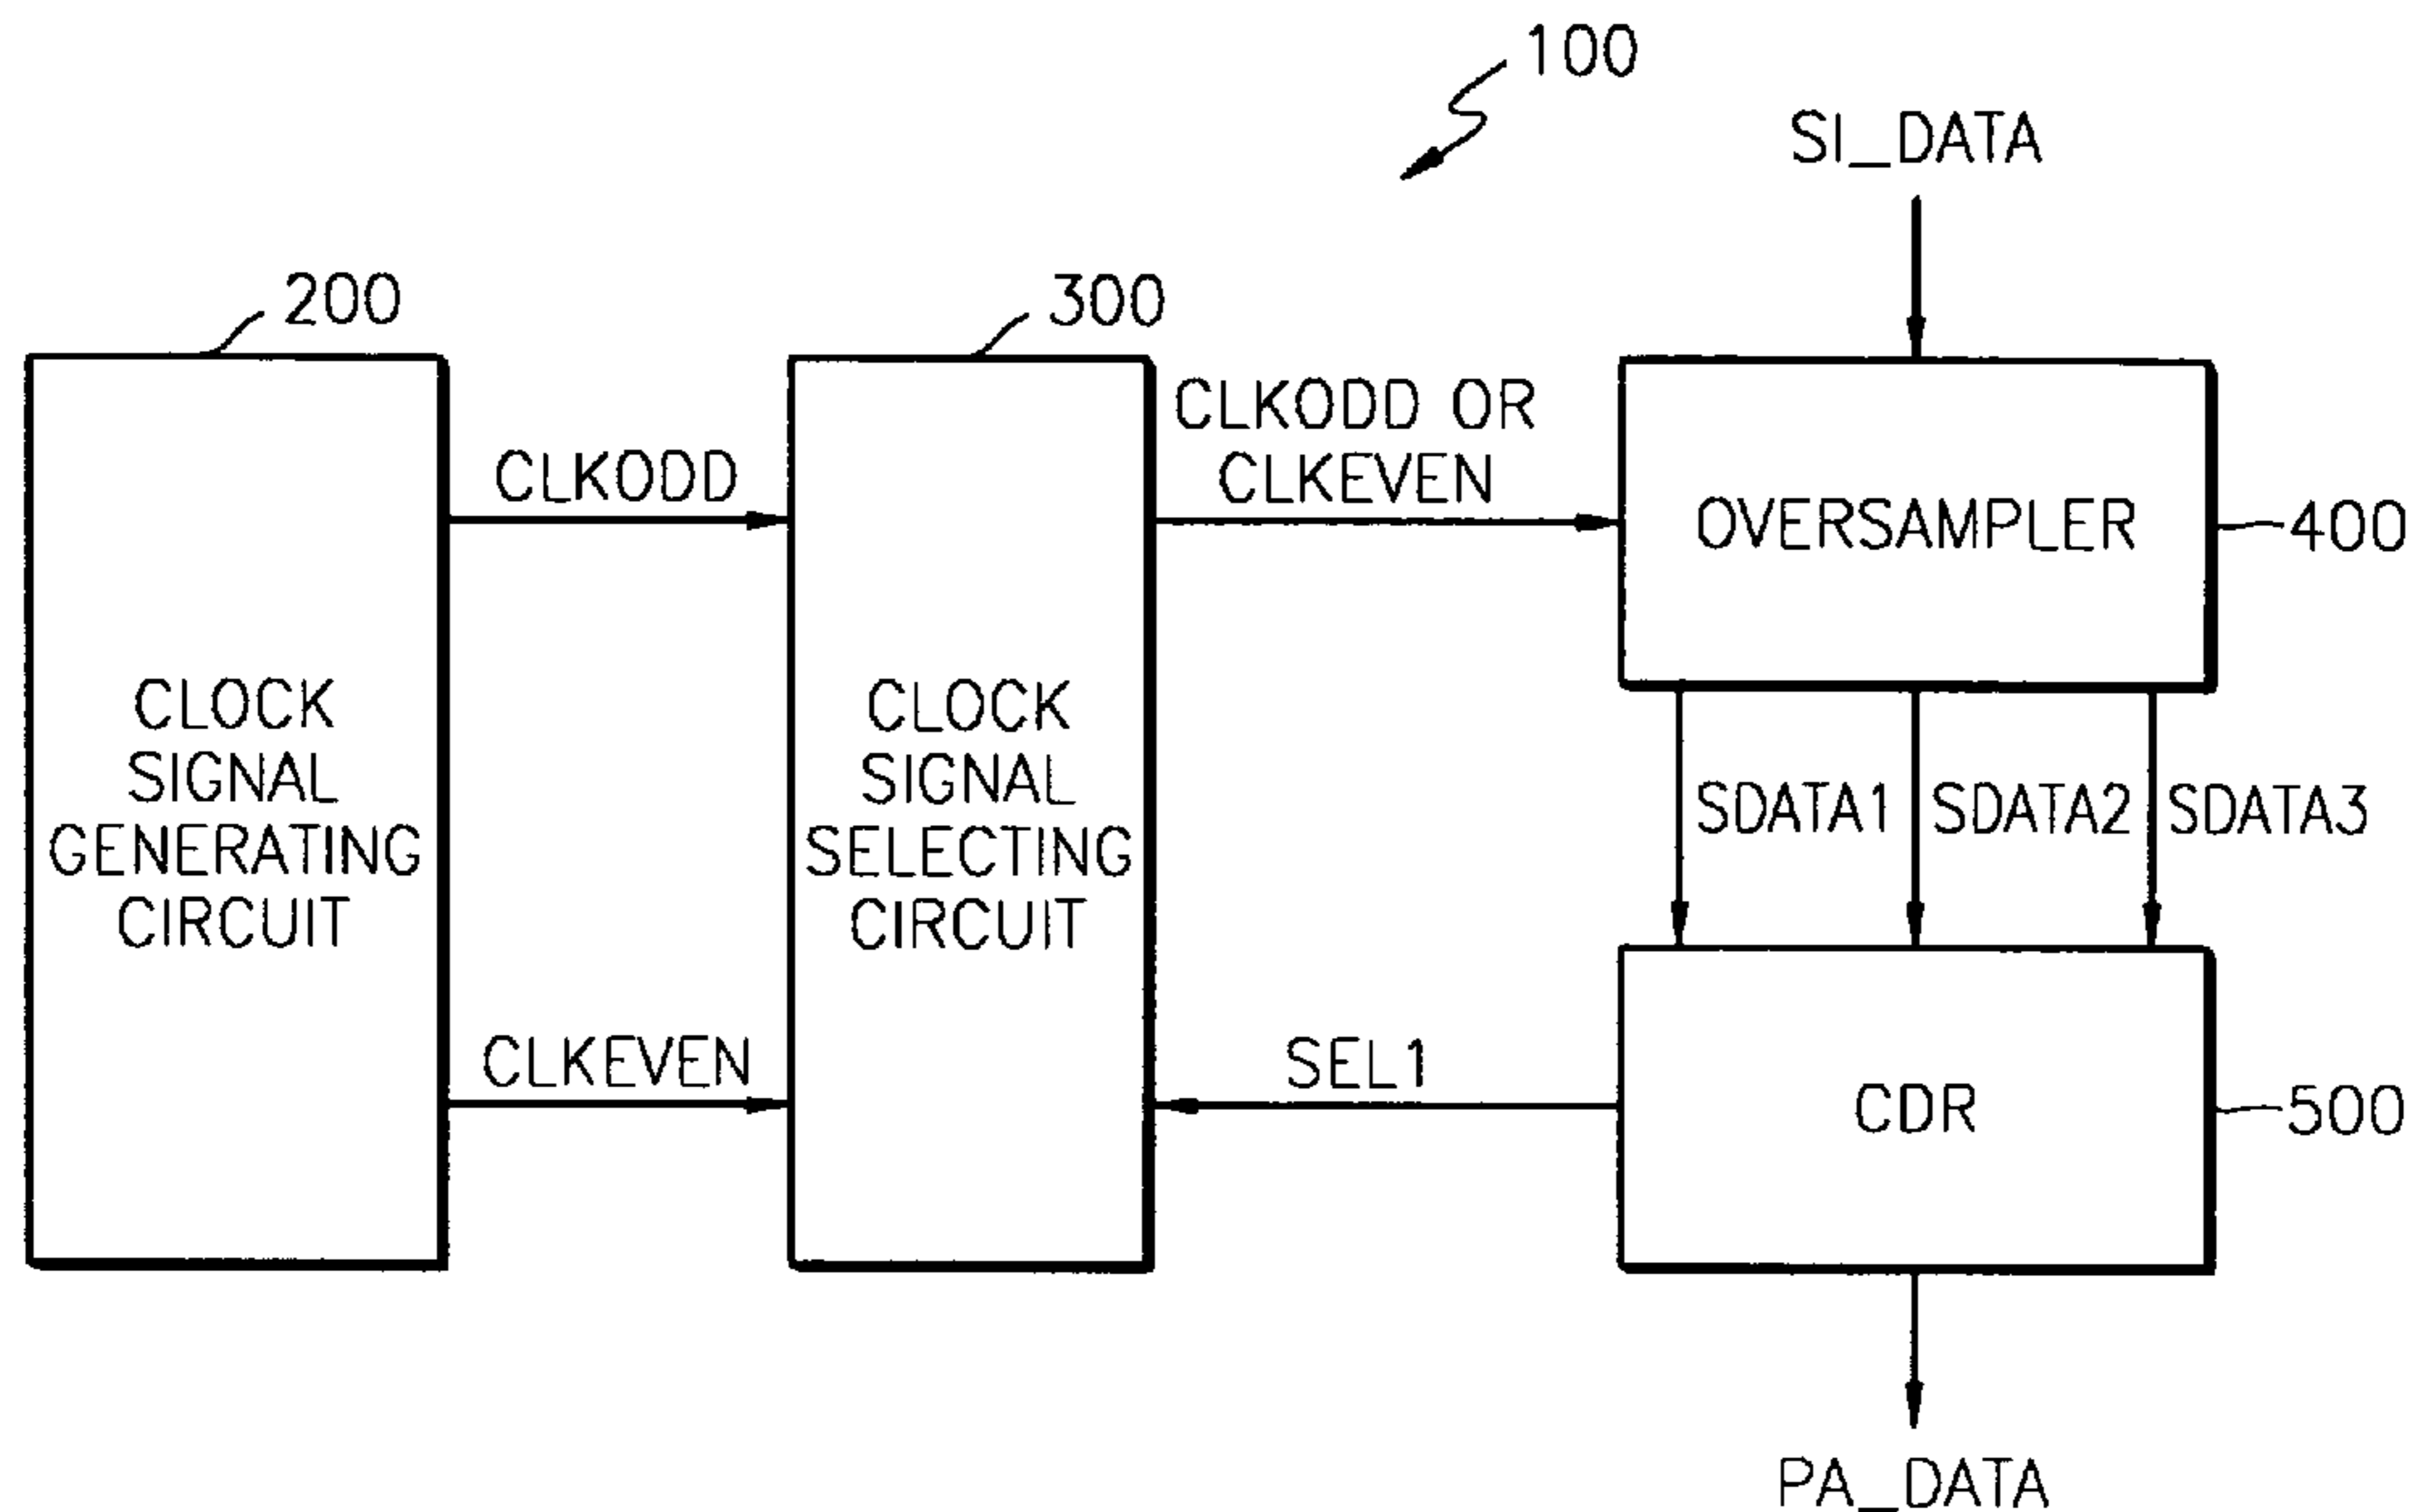 100
SI_DATA
200
300
CLKODD
CLKODD OR
CLKEVEN
OVERSAMPLER
400
CLOCK
SIGNAL
GENERATING
CIRCUIT
CLOCK
SIGNAL
SELECTING
CIRCUIT
SDATA1
SDATA2
SDATA3
CLKEVEN
SEL1
CDR
500
PA_DATA